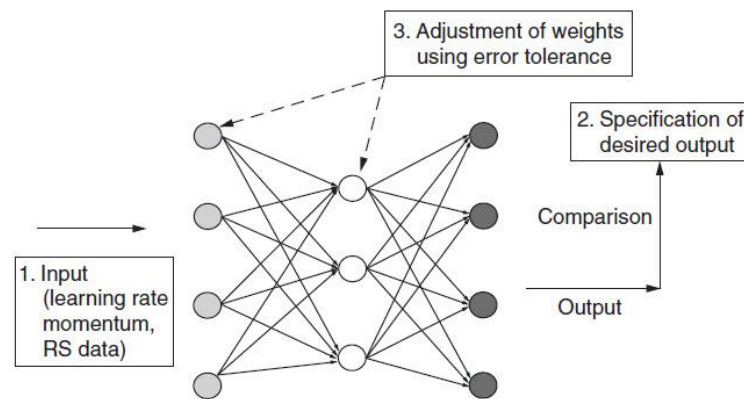 3. Adjustment of weights
using error tolerance
2. Specification of
desired output
Comparison
1. Input
(learning rate
momentum,
RS data)
Output